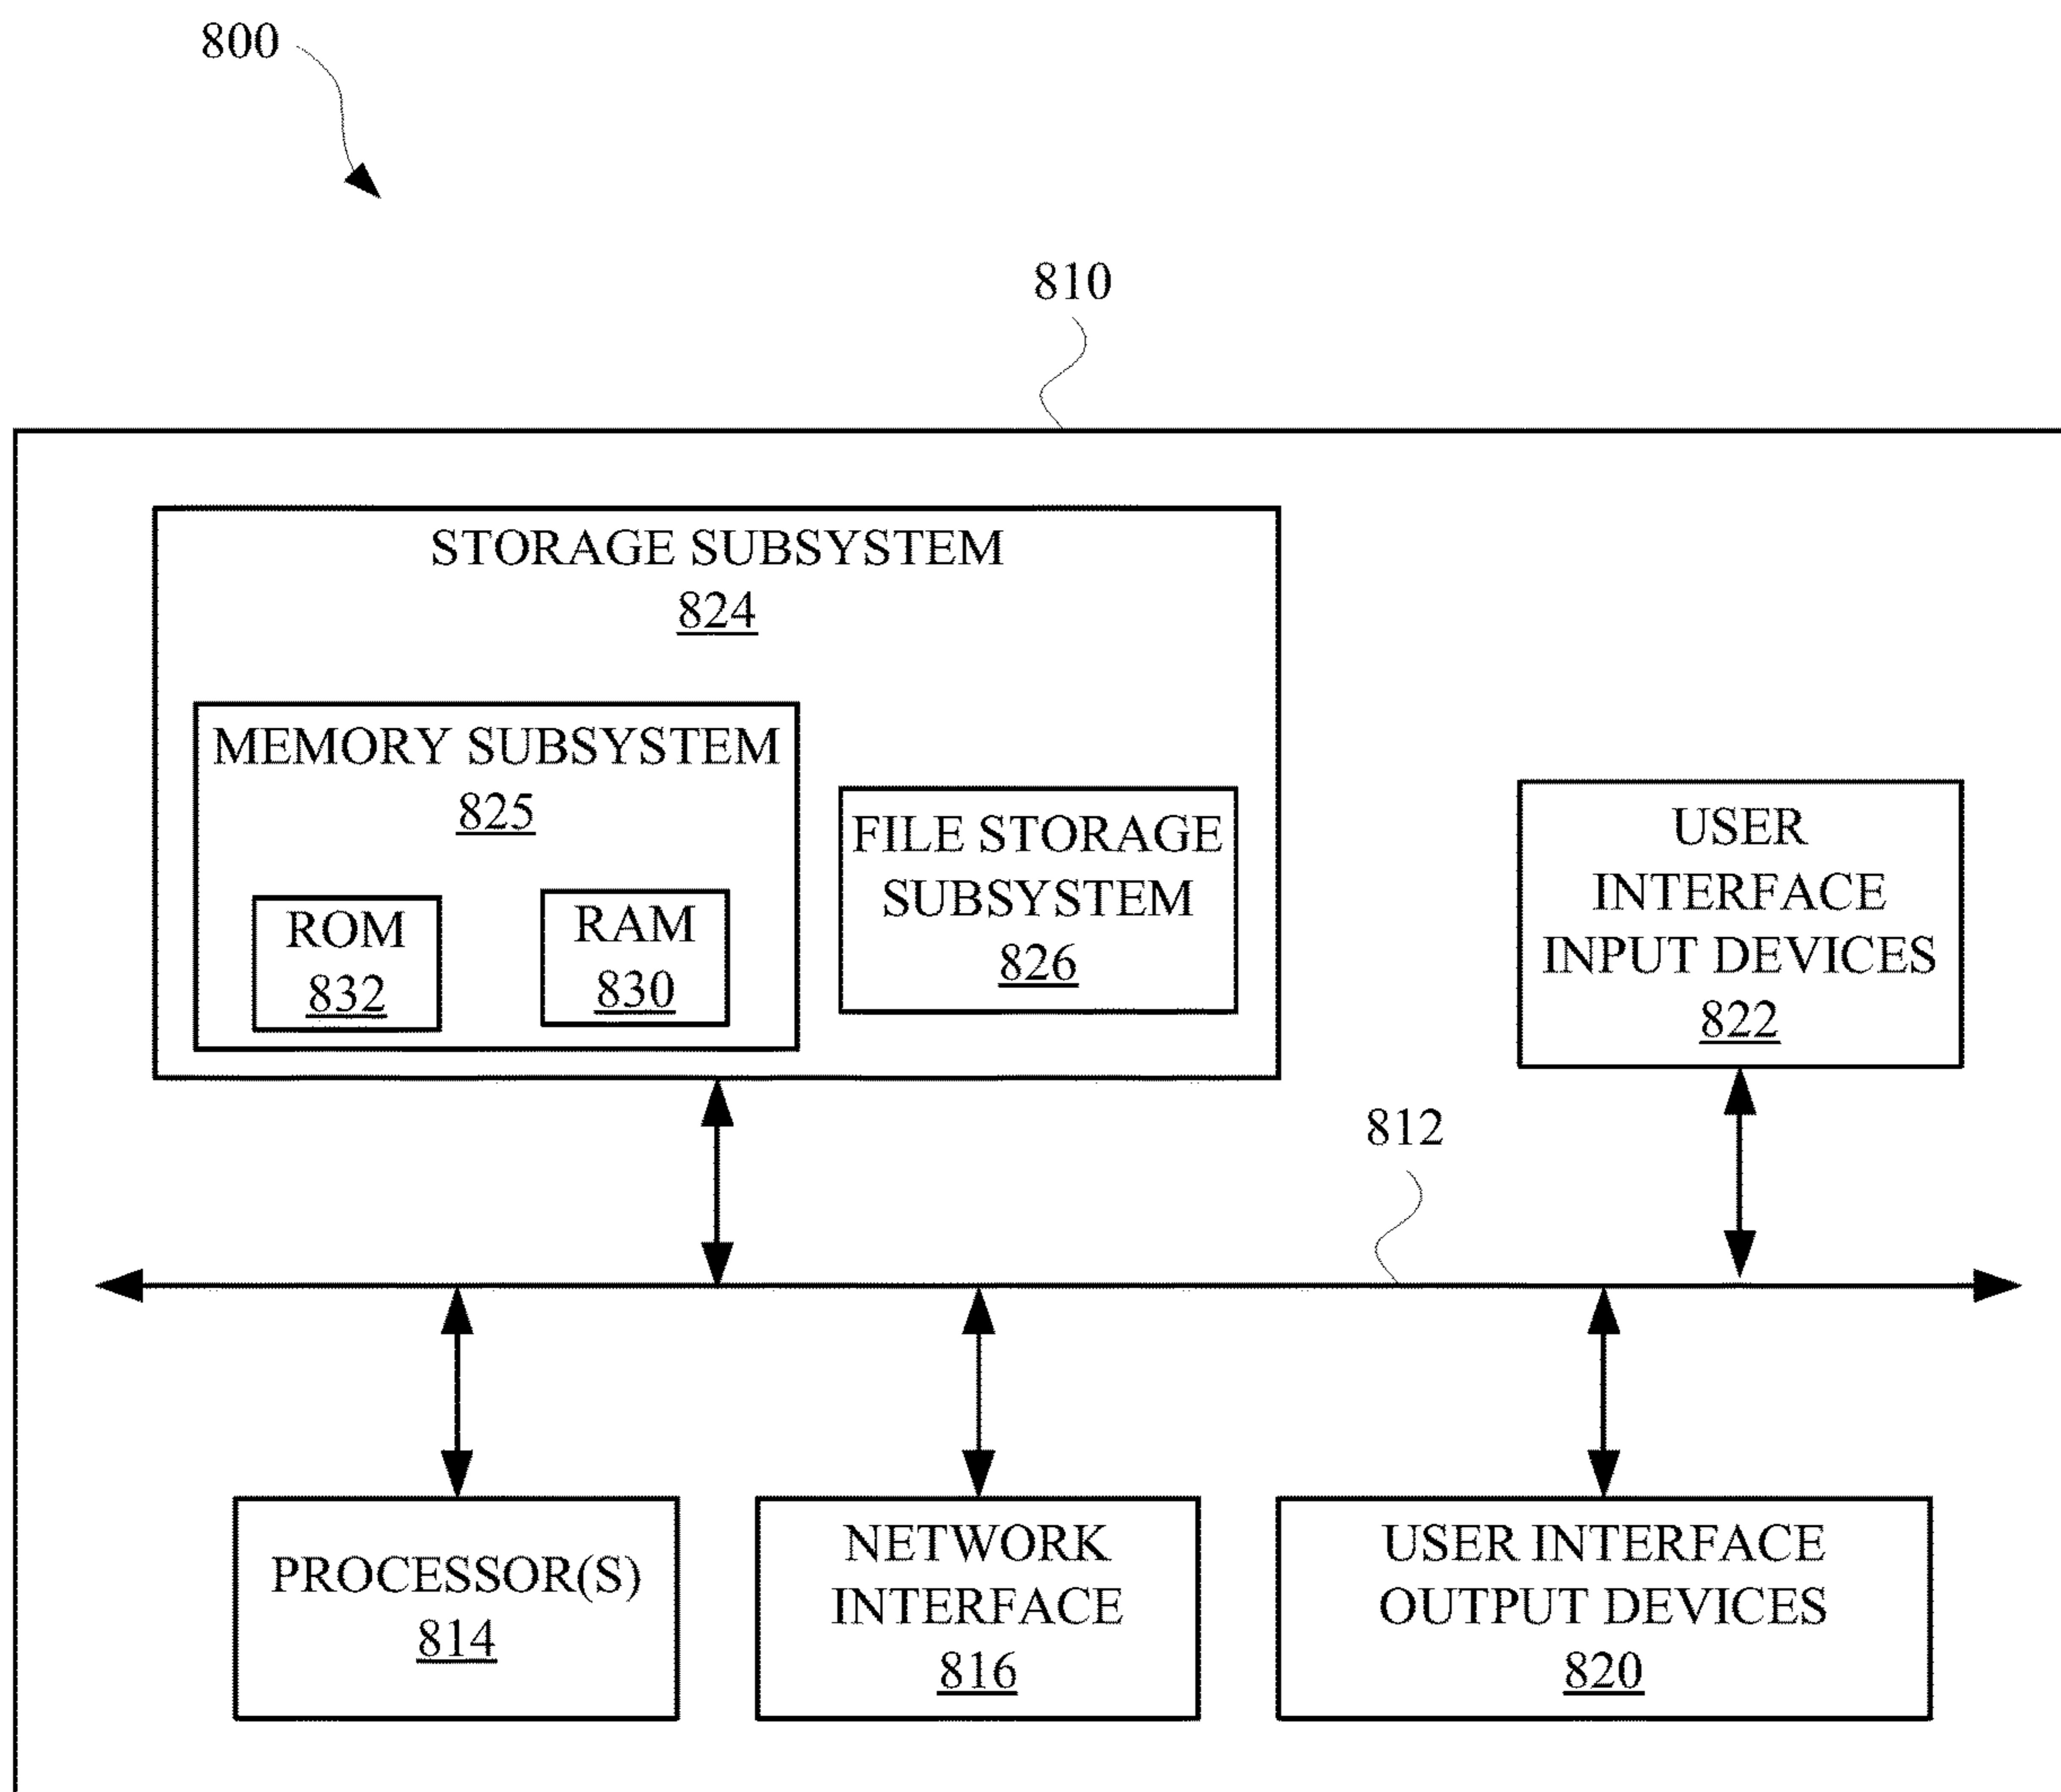 800
810
STORAGE SUBSYSTEM
824
MEMORY SUBSYSTEM
825
ROM
832
RAM
830
FILE STORAGE
SUBSYSTEM
826
USER
INTERFACE
INPUT DEVICES
822
812
PROCESSOR(S)
814
NETWORK
INTERFACE
816
USER INTERFACE
OUTPUT DEVICES
820